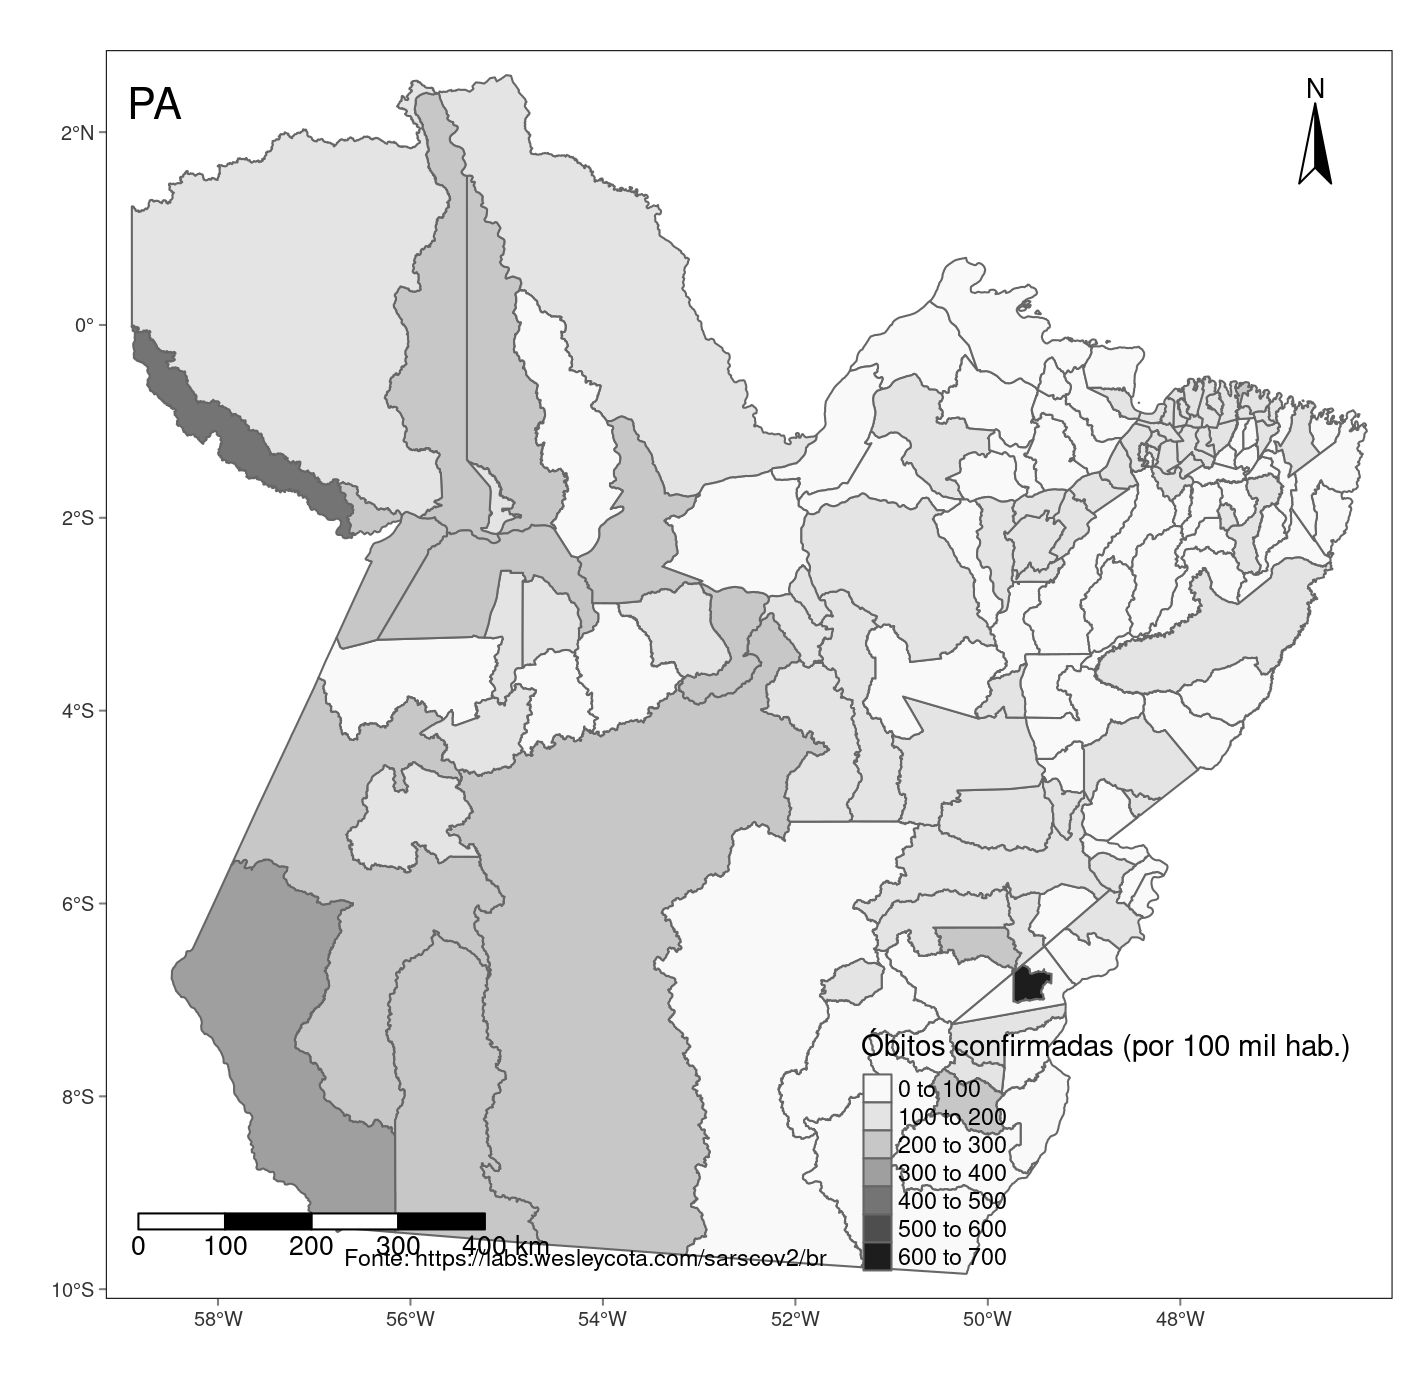 PA
N
2°N
0°
2°S
4°S
6°S
8°S
10°S
Óbitos confirmadas (por 100 mil hab.)
0 to 100
100 to 200
200 to 300
300 to 400
400 to 500
500 to 600
600 to 700
0 100 200 300 400 km
Fonte: https://labs.wesleycota.com/sarscov2/br
58°W 56°W 54°W 52°W 50°W 48°W